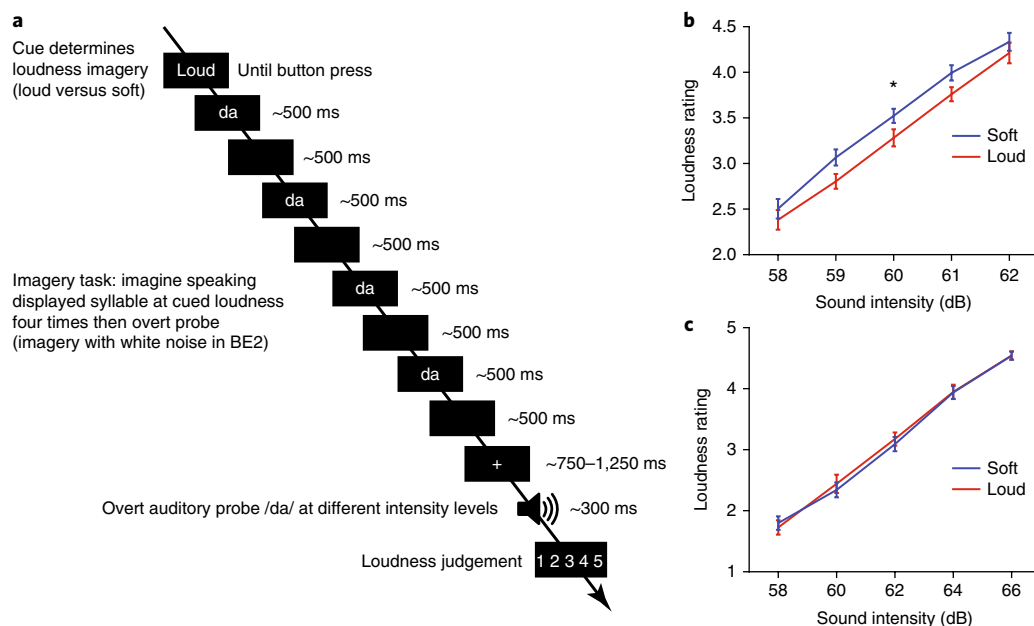 a
Cue determines
loudness imagery
(loud versus soft)
Loud
Until button press
da
~500 ms
~500 ms
da
~500 ms
~500 ms
Imagery task: imagine speaking
displayed syllable at cued loudness
four times then overt probe
(imagery with white noise in BE2)
da
~500 ms
~500 ms
da
~500 ms
~500 ms
+
~750–1,250 ms
Overt auditory probe /da/ at different intensity levels
~300 ms
Loudness judgement
1 2 3 4 5
b
Loudness rating
4.5
4.0
3.5
3.0
2.5
2.0
*
Soft
Loud
58 59 60 61 62
Sound intensity (dB)
c
Loudness rating
5
4
3
2
1
Soft
Loud
58 60 62 64 66
Sound intensity (dB)